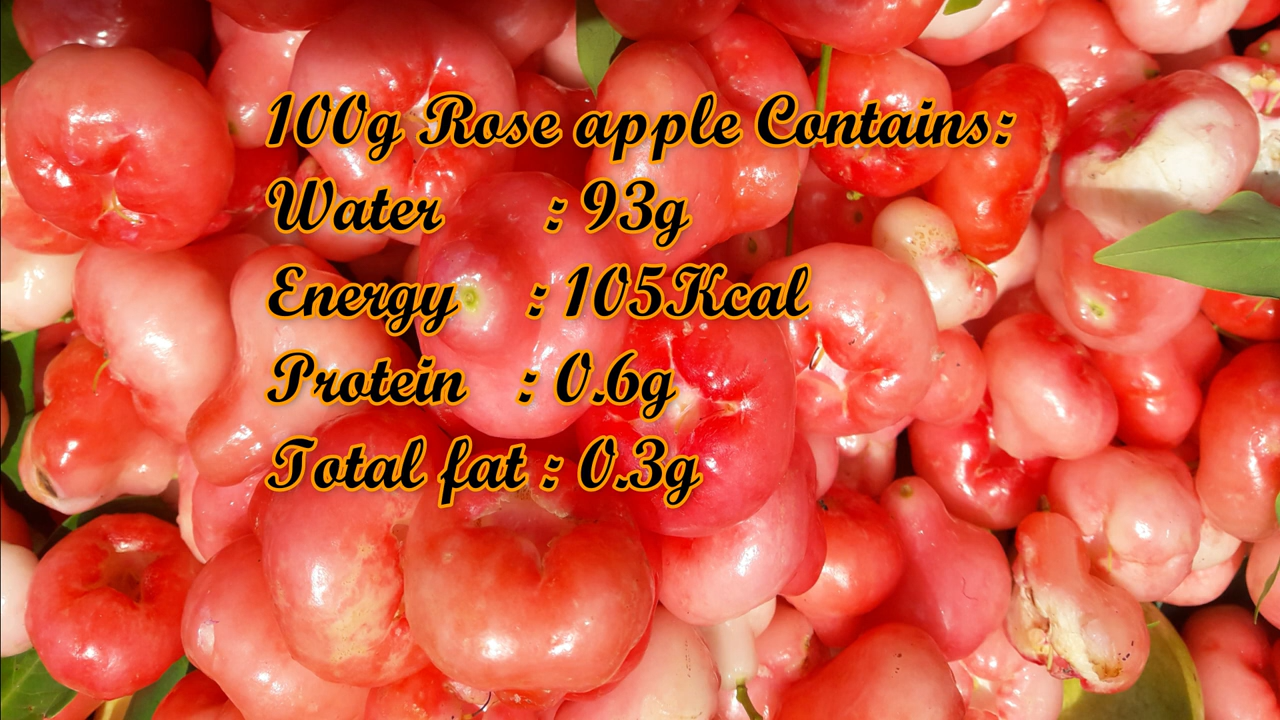 100g Rose apple Contains:
Water : 93g
Energy : 105Kcal
Protein : 0.6g
Total fat : 0.3g